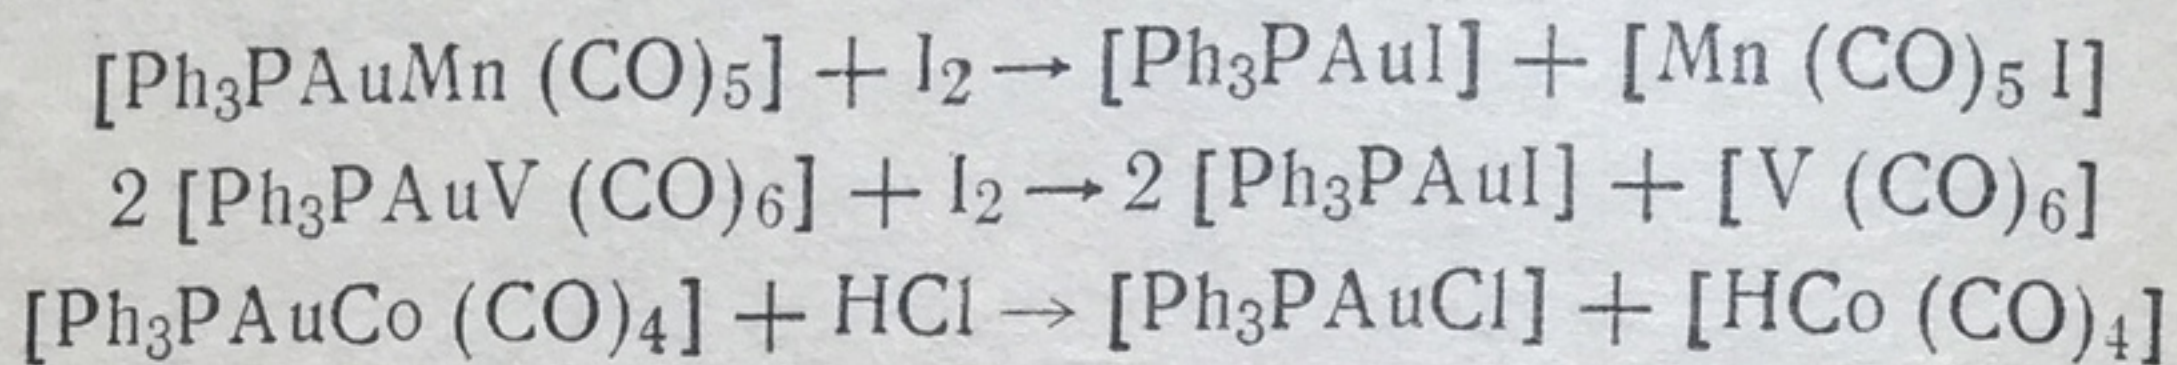 [Ph₃PAuMn (CO)₅] + I₂ → [Ph₃PAuI] + [Mn (CO)₅ I]
2 [Ph₃PAuV (CO)₆] + I₂ → 2 [Ph₃PAuI] + [V (CO)₆]
[Ph₃PAuCo (CO)₄] + HCl → [Ph₃PAuCl] + [HCo (CO)₄]